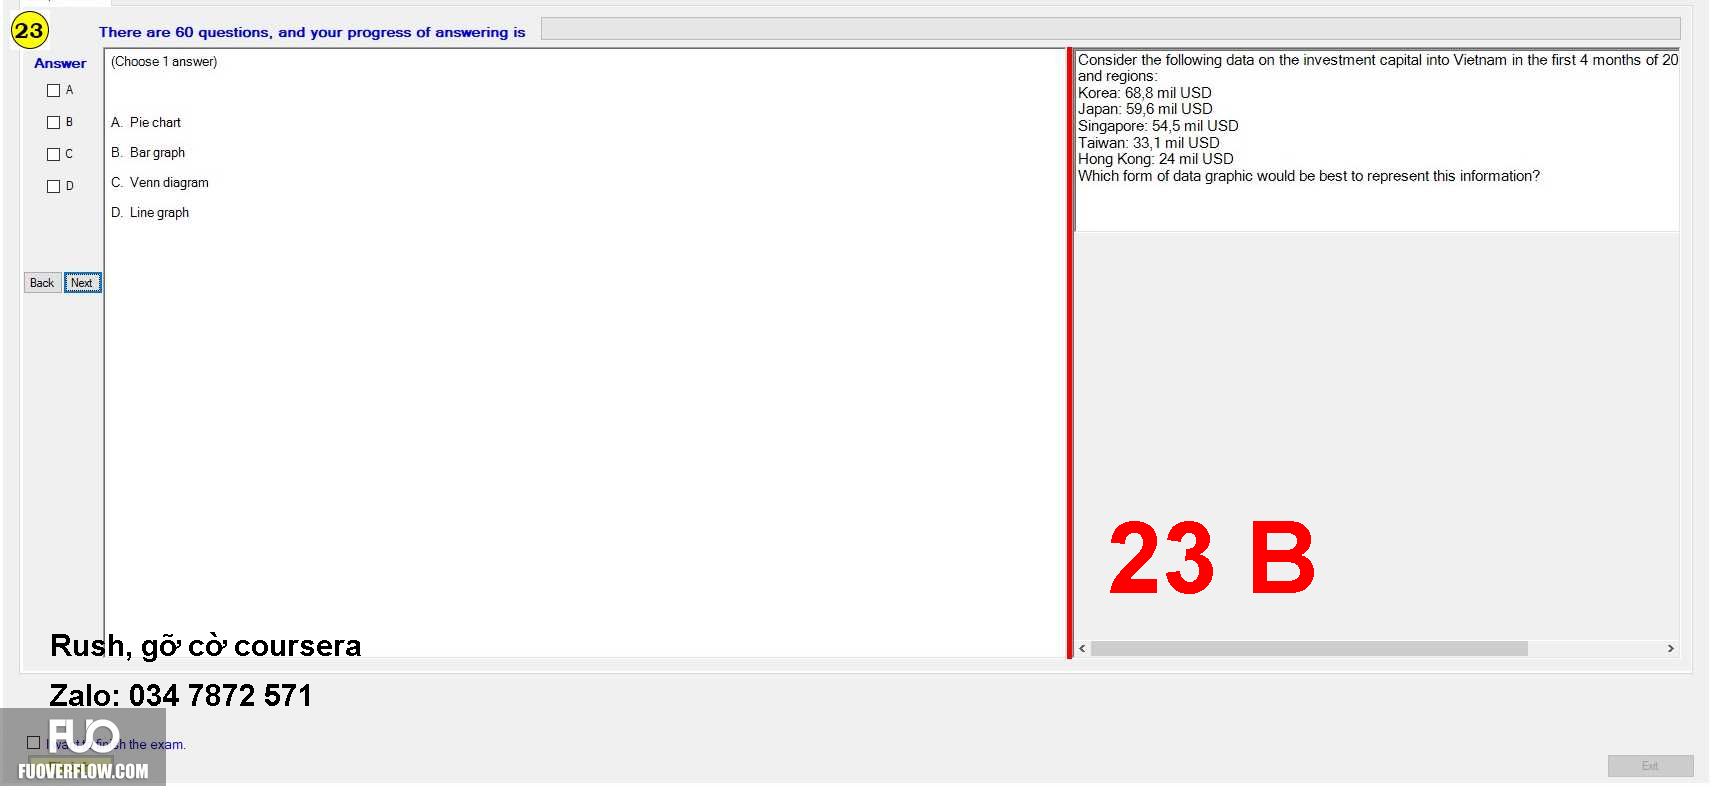 23
There are 60 questions, and your progress of answering is
Answer
(Choose 1 answer)
A
B
C
D
A. Pie chart
B. Bar graph
C. Venn diagram
D. Line graph
Back Next
Consider the following data on the investment capital into Vietnam in the first 4 months of 20
and regions:
Korea: 68,8 mil USD
Japan: 59,6 mil USD
Singapore: 54,5 mil USD
Taiwan: 33,1 mil USD
Hong Kong: 24 mil USD
Which form of data graphic would be best to represent this information?
23 B
Rush, gỡ cờ coursera
Zalo: 034 7872 571
I want to finish the exam.
FUO
FUOVERFLOW.COM
Exit